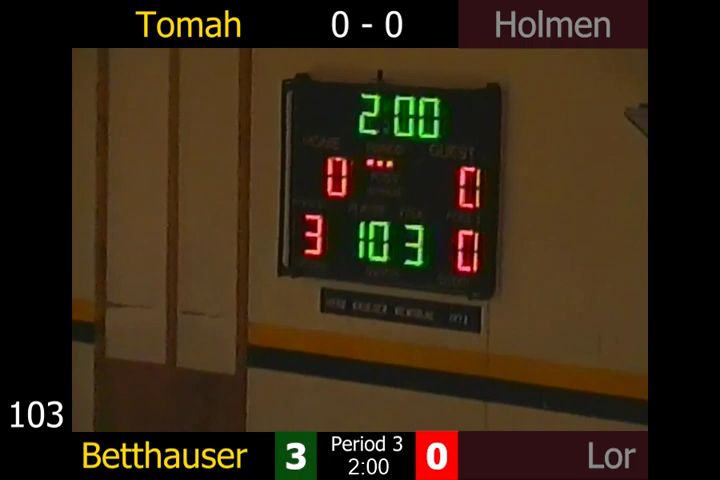 Tomah 0 - 0 Holmen
2:00
HOME GUEST
0 0
3 103 0
103
Betthauser 3 Period 3 0 Lor
2:00